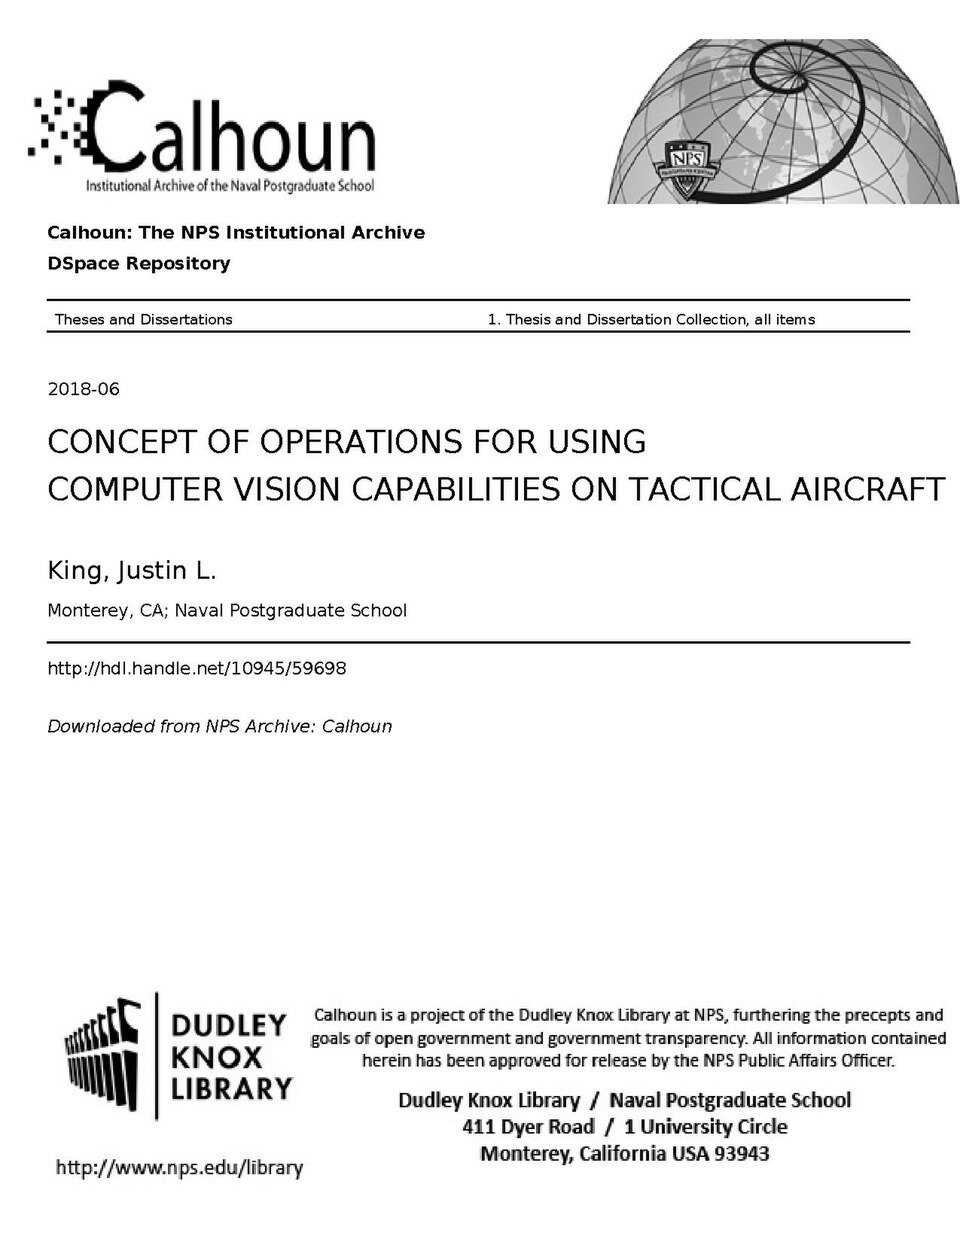 Calhoun
Institutional Archive of the Naval Postgraduate School
NPS
Calhoun: The NPS Institutional Archive
DSpace Repository
Theses and Dissertations
1. Thesis and Dissertation Collection, all items
2018-06
CONCEPT OF OPERATIONS FOR USING
COMPUTER VISION CAPABILITIES ON TACTICAL AIRCRAFT
King, Justin L.
Monterey, CA; Naval Postgraduate School
http://hdl.handle.net/10945/59698
Downloaded from NPS Archive: Calhoun
DUDLEY
KNOX
LIBRARY
http://www.nps.edu/library
Calhoun is a project of the Dudley Knox Library at NPS, furthering the precepts and
goals of open government and government transparency. All information contained
herein has been approved for release by the NPS Public Affairs Officer.
Dudley Knox Library / Naval Postgraduate School
411 Dyer Road / 1 University Circle
Monterey, California USA 93943